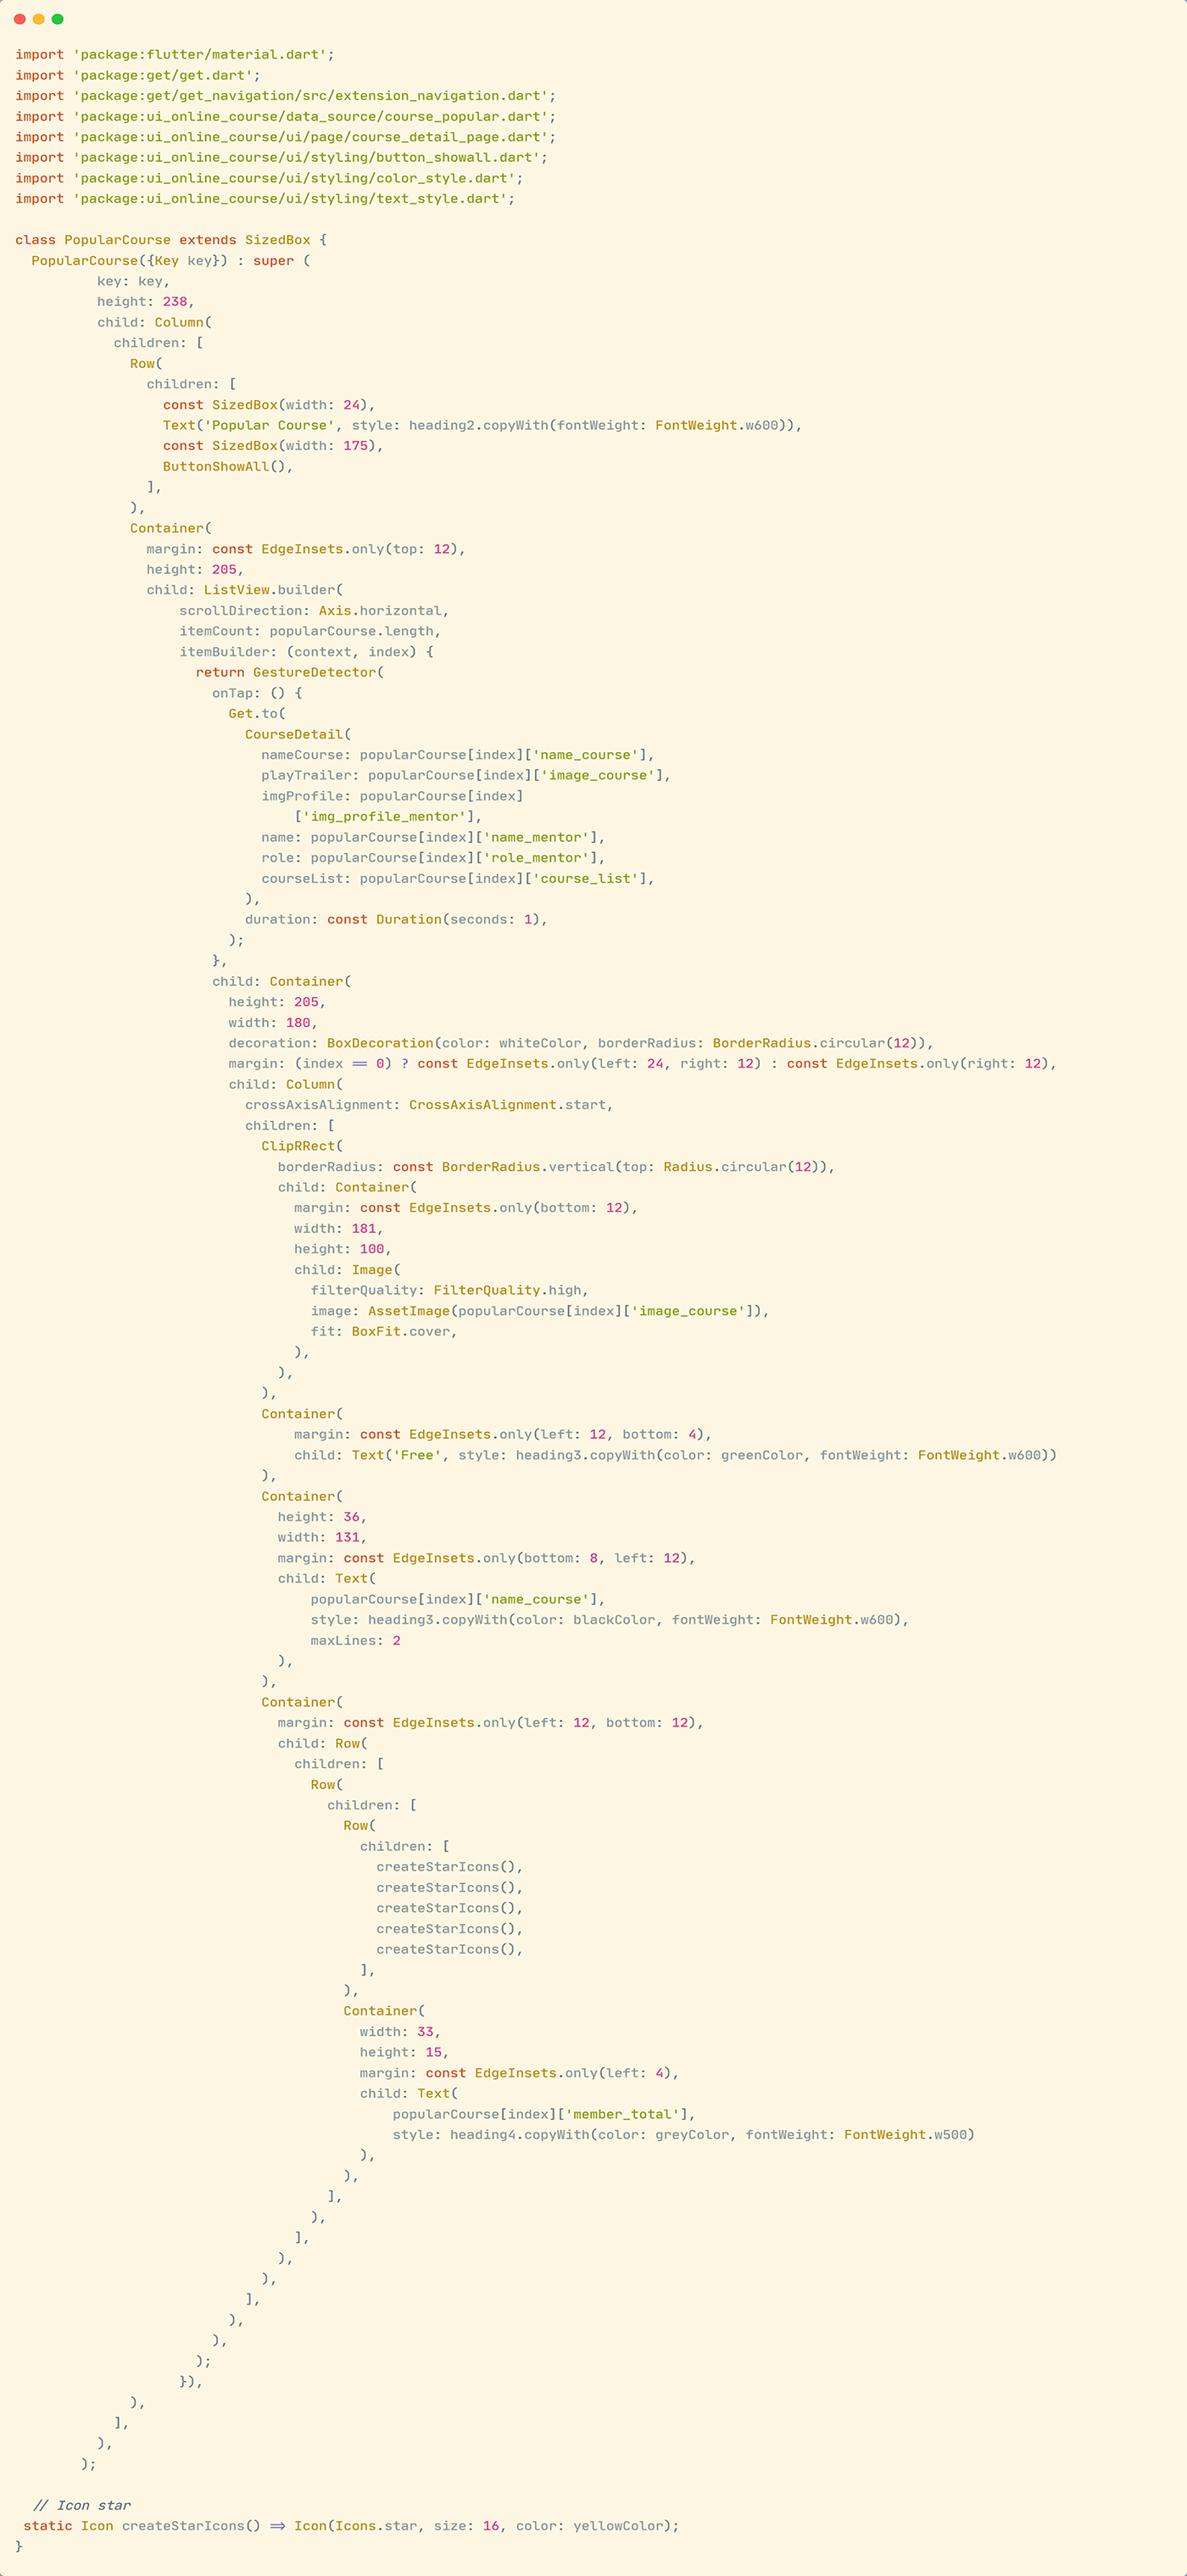 import 'package:flutter/material.dart';
import 'package:get/get.dart';
import 'package:get/get_navigation/src/extension_navigation.dart';
import 'package:ui_online_course/data_source/course_popular.dart';
import 'package:ui_online_course/ui/page/course_detail_page.dart';
import 'package:ui_online_course/ui/styling/button_showall.dart';
import 'package:ui_online_course/ui/styling/color_style.dart';
import 'package:ui_online_course/ui/styling/text_style.dart';

class PopularCourse extends SizedBox {
  PopularCourse({Key key}) : super (
          key: key,
          height: 238,
          child: Column(
            children: [
              Row(
                children: [
                  const SizedBox(width: 24),
                  Text('Popular Course', style: heading2.copyWith(fontWeight: FontWeight.w600)),
                  const SizedBox(width: 175),
                  ButtonShowAll(),
                ],
              ),
              Container(
                margin: const EdgeInsets.only(top: 12),
                height: 205,
                child: ListView.builder(
                    scrollDirection: Axis.horizontal,
                    itemCount: popularCourse.length,
                    itemBuilder: (context, index) {
                      return GestureDetector(
                        onTap: () {
                          Get.to(
                            CourseDetail(
                              nameCourse: popularCourse[index]['name_course'],
                              playTrailer: popularCourse[index]['image_course'],
                              imgProfile: popularCourse[index]
                                  ['img_profile_mentor'],
                              name: popularCourse[index]['name_mentor'],
                              role: popularCourse[index]['role_mentor'],
                              courseList: popularCourse[index]['course_list'],
                            ),
                            duration: const Duration(seconds: 1),
                          );
                        },
                        child: Container(
                          height: 205,
                          width: 180,
                          decoration: BoxDecoration(color: whiteColor, borderRadius: BorderRadius.circular(12)),
                          margin: (index == 0) ? const EdgeInsets.only(left: 24, right: 12) : const EdgeInsets.only(right: 12),
                          child: Column(
                            crossAxisAlignment: CrossAxisAlignment.start,
                            children: [
                              ClipRRect(
                                borderRadius: const BorderRadius.vertical(top: Radius.circular(12)),
                                child: Container(
                                  margin: const EdgeInsets.only(bottom: 12),
                                  width: 181,
                                  height: 100,
                                  child: Image(
                                    filterQuality: FilterQuality.high,
                                    image: AssetImage(popularCourse[index]['image_course']),
                                    fit: BoxFit.cover,
                                  ),
                                ),
                              ),
                              Container(
                                  margin: const EdgeInsets.only(left: 12, bottom: 4),
                                  child: Text('Free', style: heading3.copyWith(color: greenColor, fontWeight: FontWeight.w600))
                              ),
                              Container(
                                height: 36,
                                width: 131,
                                margin: const EdgeInsets.only(bottom: 8, left: 12),
                                child: Text(
                                    popularCourse[index]['name_course'],
                                    style: heading3.copyWith(color: blackColor, fontWeight: FontWeight.w600),
                                    maxLines: 2
                                ),
                              ),
                              Container(
                                margin: const EdgeInsets.only(left: 12, bottom: 12),
                                child: Row(
                                  children: [
                                    Row(
                                      children: [
                                        Row(
                                          children: [
                                            createStarIcons(),
                                            createStarIcons(),
                                            createStarIcons(),
                                            createStarIcons(),
                                            createStarIcons(),
                                          ],
                                        ),
                                        Container(
                                          width: 33,
                                          height: 15,
                                          margin: const EdgeInsets.only(left: 4),
                                          child: Text(
                                              popularCourse[index]['member_total'],
                                              style: heading4.copyWith(color: greyColor, fontWeight: FontWeight.w500)
                                          ),
                                        ),
                                      ],
                                    ),
                                  ],
                                ),
                              ),
                            ],
                          ),
                        ),
                      );
                    }),
              ),
            ],
          ),
        );

  // Icon star
 static Icon createStarIcons() => Icon(Icons.star, size: 16, color: yellowColor);
}